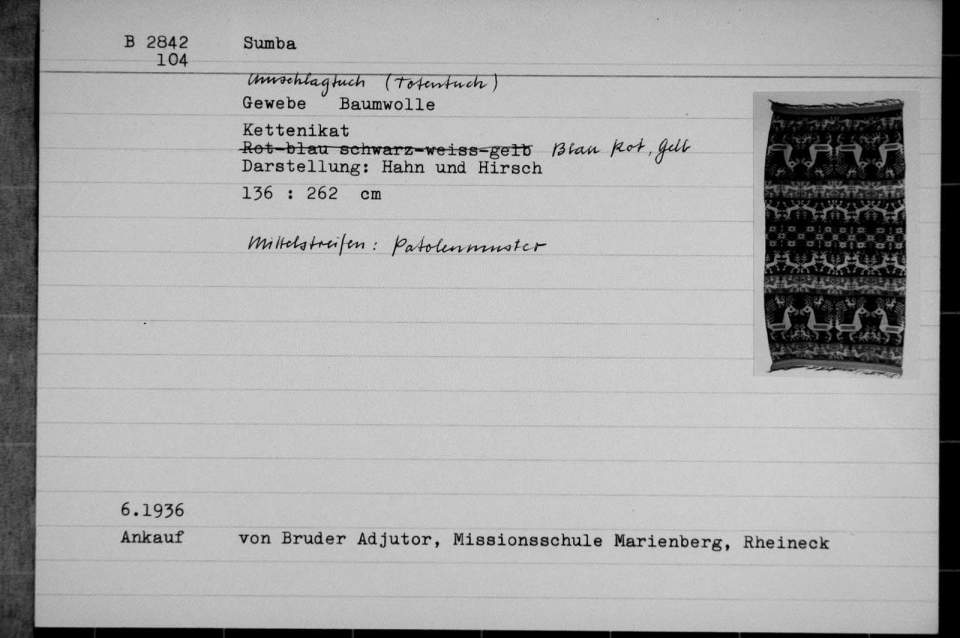 B 2842 Sumba
104
Umschlagtuch (Totentuch)
Gewebe Baumwolle
Kettenikat
Rot-blau schwarz-weiss-gelb Blau Rot, Gelb
Darstellung: Hahn und Hirsch
136 : 262 cm
Mittelstreifen: Patolenmuster
6.1936
Ankauf von Bruder Adjutor, Missionsschule Marienberg, Rheineck